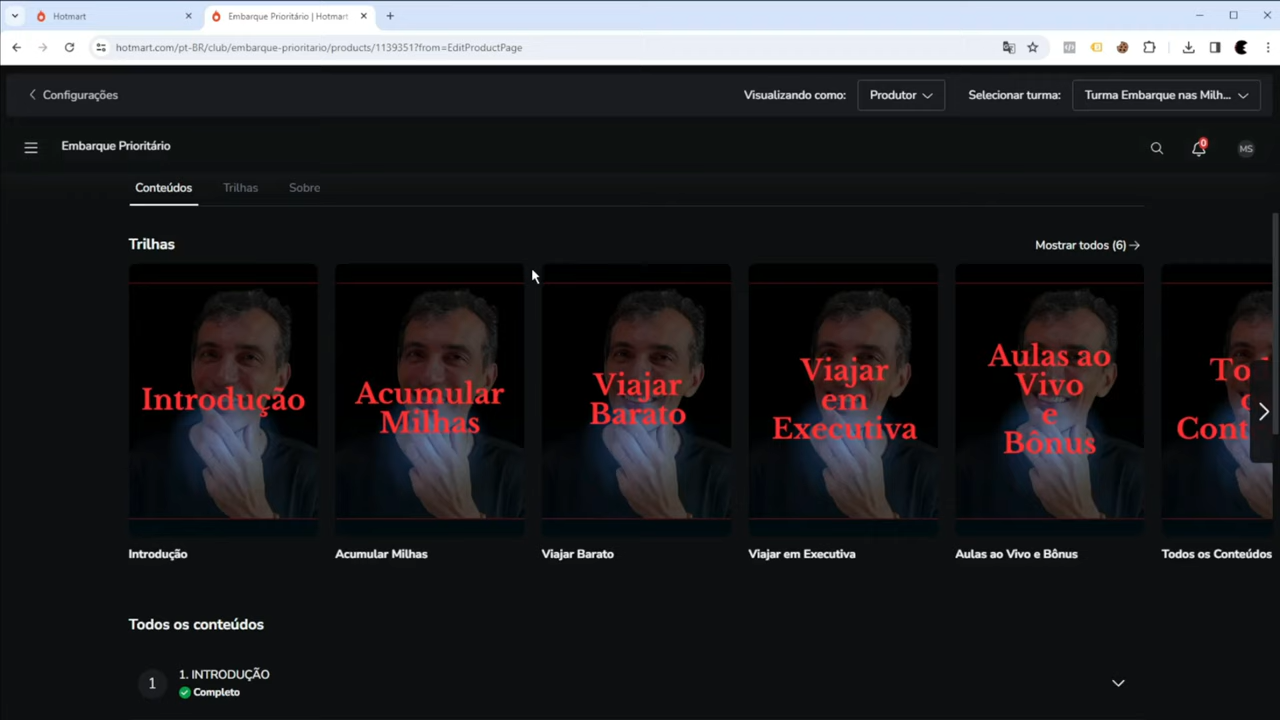 Hotmart
Embarque Prioritário | Hotmart
hotmart.com/pt-BR/club/embarque-prioritario/products/1139351?from=EditProductPage
Configurações
Visualizando como:
Produtor
Selecionar turma:
Turma Embarque nas Milh...
Embarque Prioritário
0
MS
Conteúdos
Trilhas
Sobre
Trilhas
Mostrar todos (6)
Introdução
Acumular
Milhas
Viajar
Barato
Viajar
em
Executiva
Aulas ao
Vivo
e
Bônus
Introdução
Acumular Milhas
Viajar Barato
Viajar em Executiva
Aulas ao Vivo e Bônus
Todos os Conteúdos
Todos os conteúdos
1
1. INTRODUÇÃO
Completo